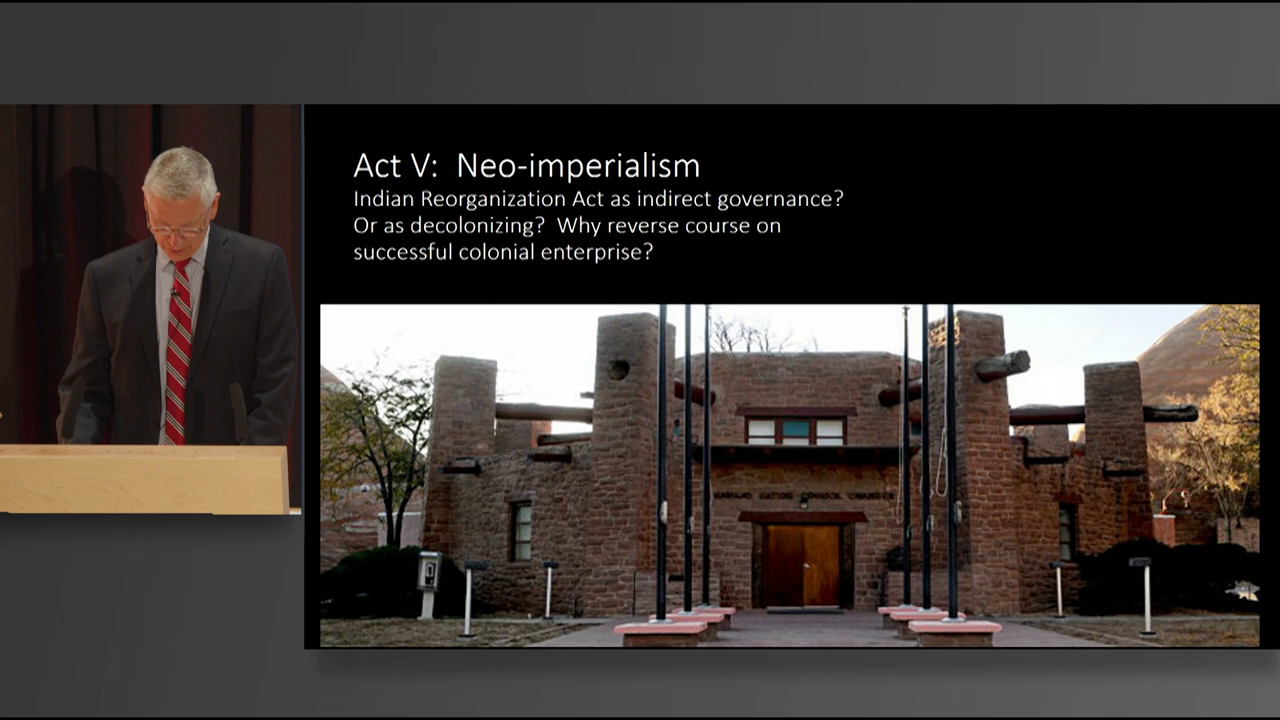 Act V:  Neo-imperialism
Indian Reorganization Act as indirect governance?
Or as decolonizing?  Why reverse course on
successful colonial enterprise?
NAVAJO NATION COUNCIL CHAMBER